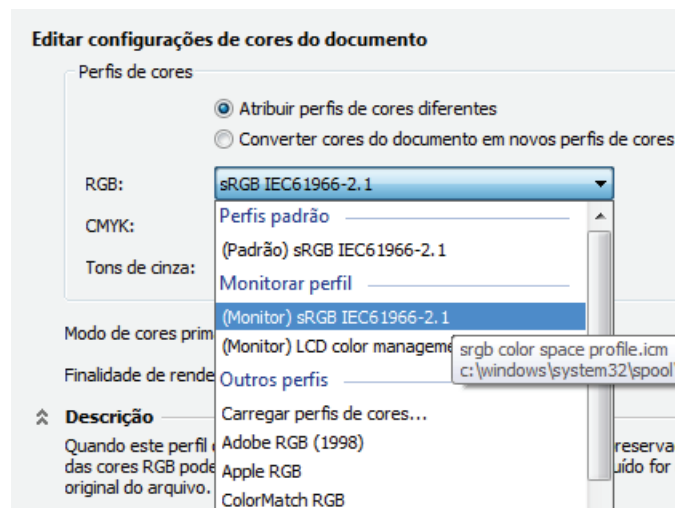 Editar configurações de cores do documento
Perfis de cores
Atribuir perfis de cores diferentes
Converter cores do documento em novos perfis de cores
RGB:
sRGB IEC61966-2.1
CMYK:
Perfis padrão
(Padrão) sRGB IEC61966-2.1
Tons de cinza:
Monitorar perfil
(Monitor) sRGB IEC61966-2.1
Modo de cores prim
(Monitor) LCD color manageme
srgb color space profile.icm
c:\windows\system32\spool\
Finalidade de rende
Outros perfis
Descrição
Carregar perfis de cores...
Quando este perfil
Adobe RGB (1998)
reserva
das cores RGB pode
Apple RGB
uído for
original do arquivo.
ColorMatch RGB